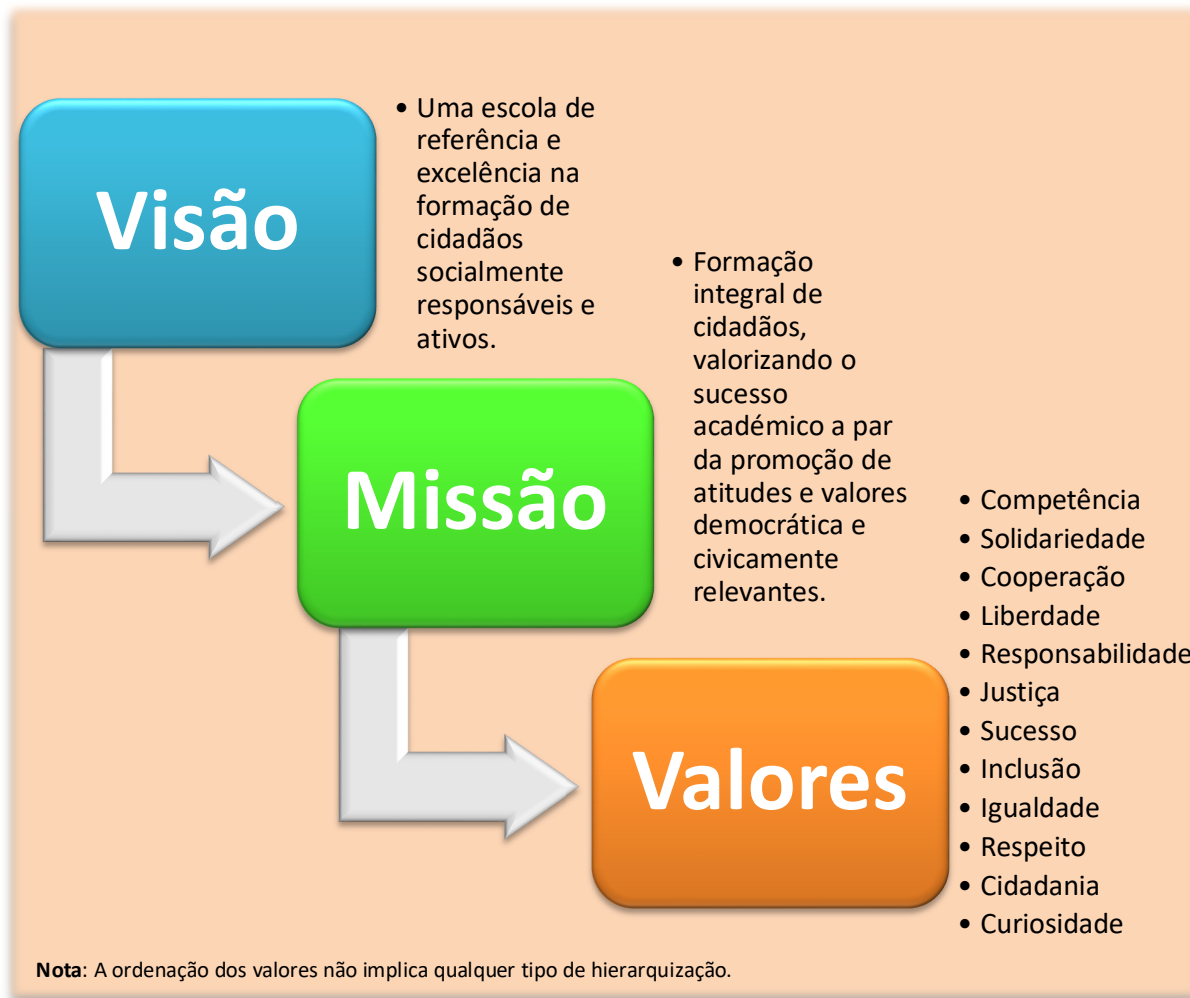 Visão
• Uma escola de
referência e
excelência na
formação de
cidadãos
socialmente
responsáveis e
ativos.
Missão
• Formação
integral de
cidadãos,
valorizando o
sucesso
académico a par
da promoção de
atitudes e valores
democrática e
civicamente
relevantes.
Valores
• Competência
• Solidariedade
• Cooperação
• Liberdade
• Responsabilidade
• Justiça
• Sucesso
• Inclusão
• Igualdade
• Respeito
• Cidadania
• Curiosidade
Nota: A ordenação dos valores não implica qualquer tipo de hierarquização.